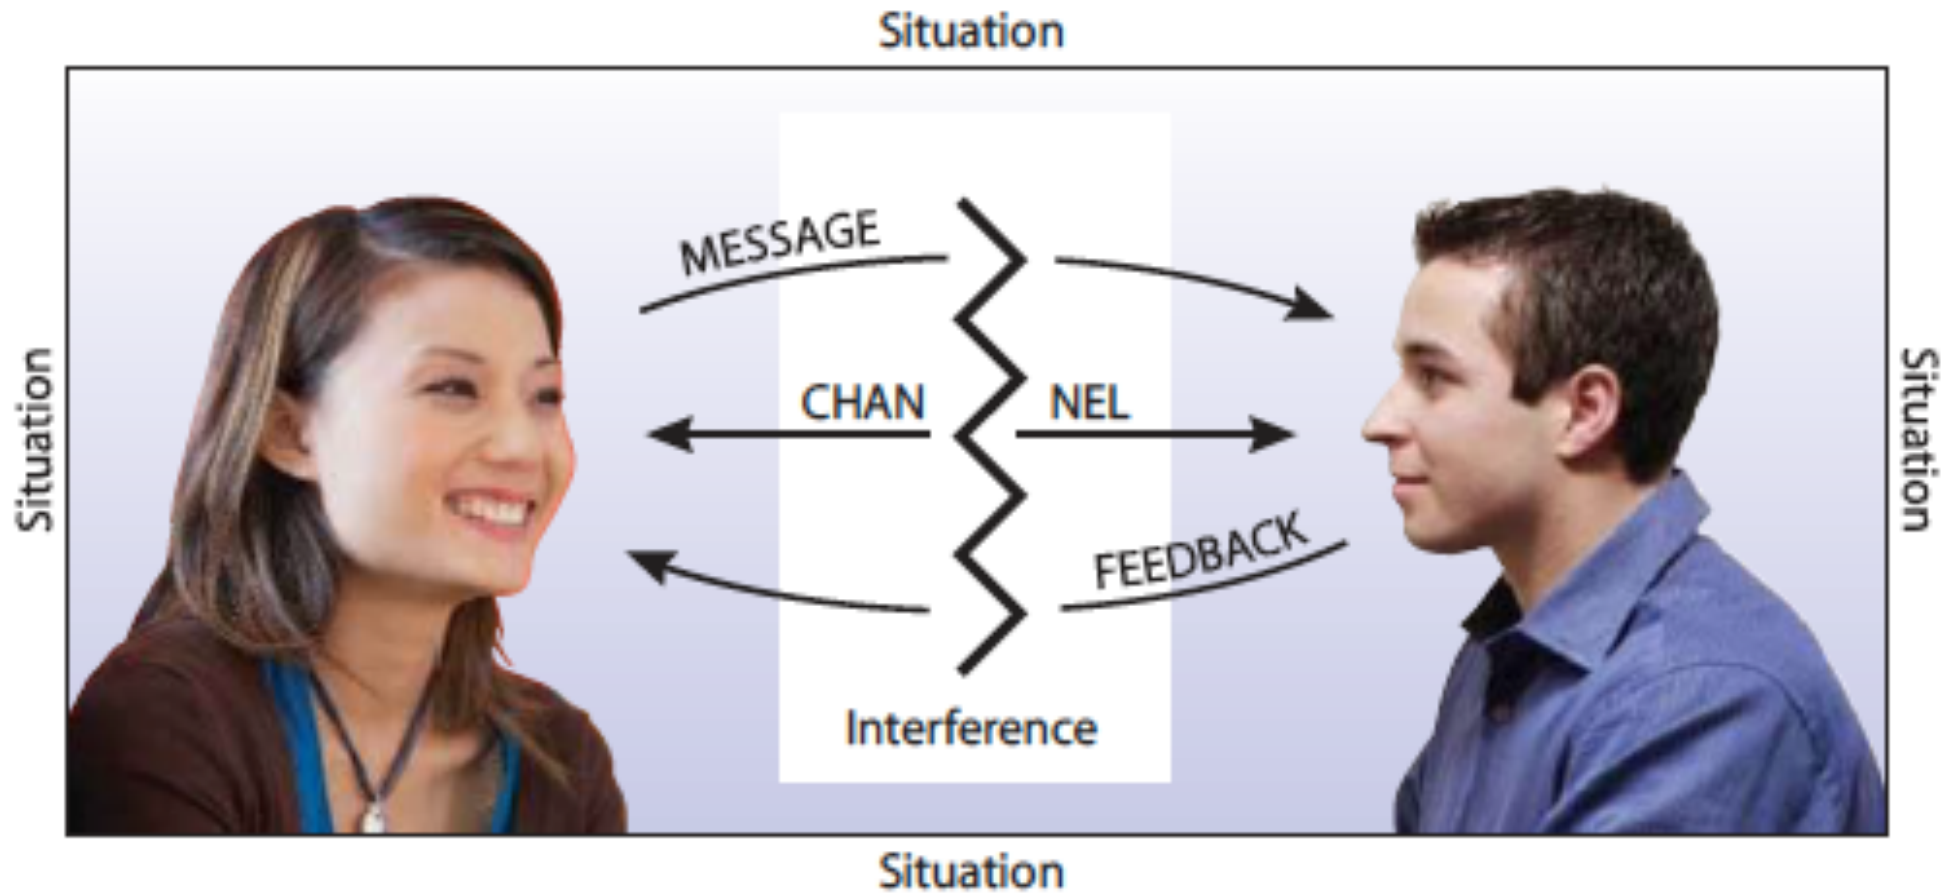 Situation
MESSAGE
Situation
CHAN NEL
Situation
FEEDBACK
Interference
Situation